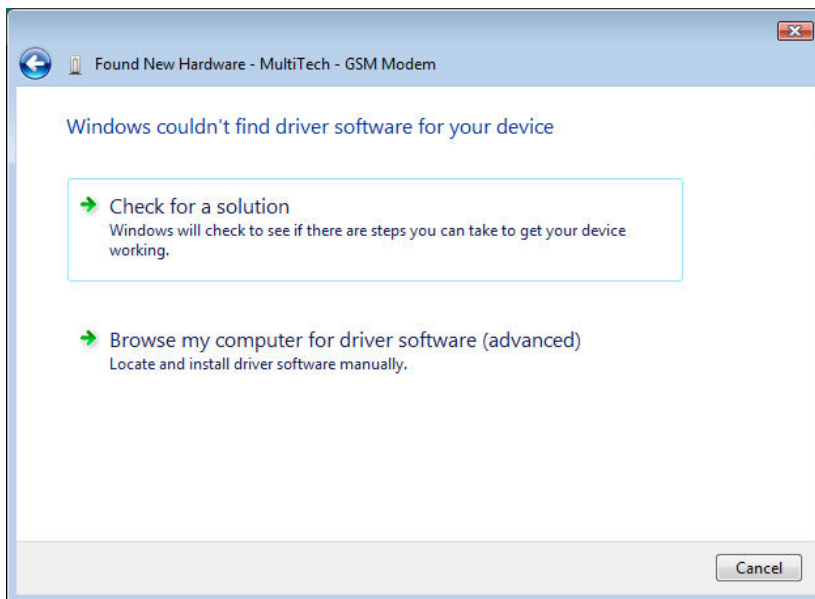 Found New Hardware - MultiTech - GSM Modem
Windows couldn't find driver software for your device
Check for a solution
Windows will check to see if there are steps you can take to get your device
working.
Browse my computer for driver software (advanced)
Locate and install driver software manually.
Cancel